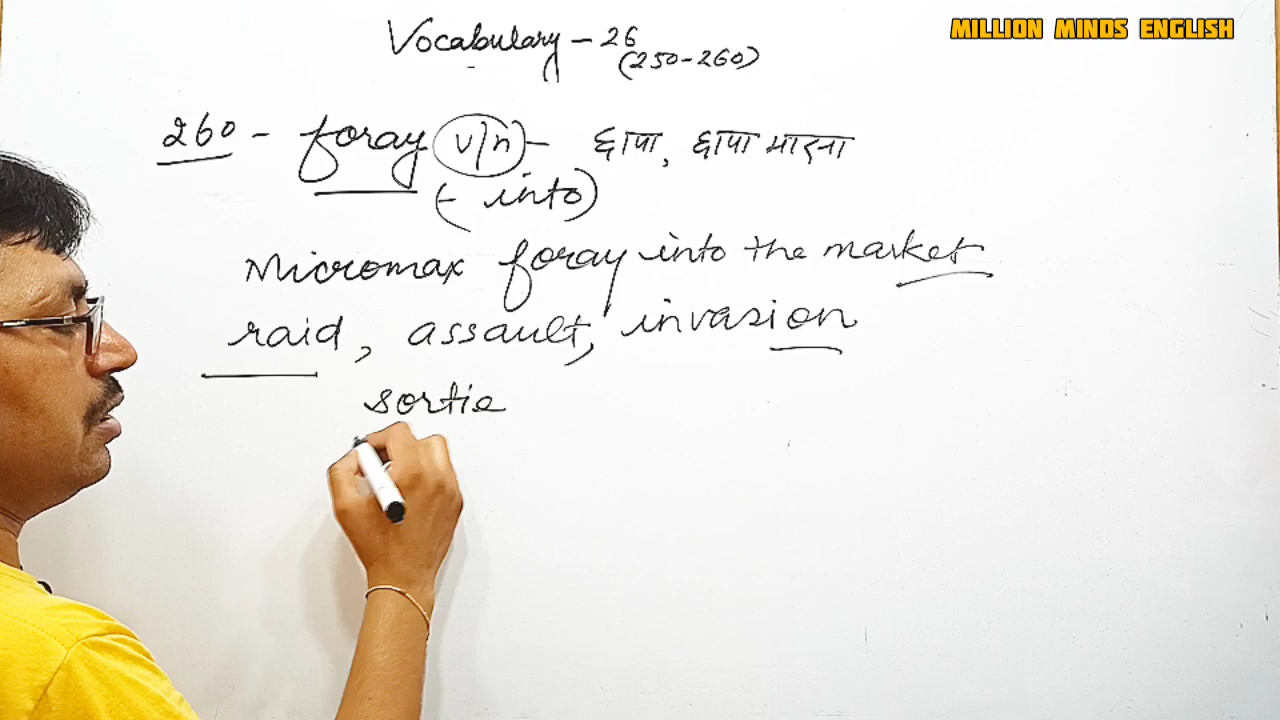 MILLION MINDS ENGLISH
Vocabulary - 26
(250-260)
260 - foray (v/n) - छापा, छापा मारना
(- into)
Micromax foray into the market
raid, assault, invasion
sortie